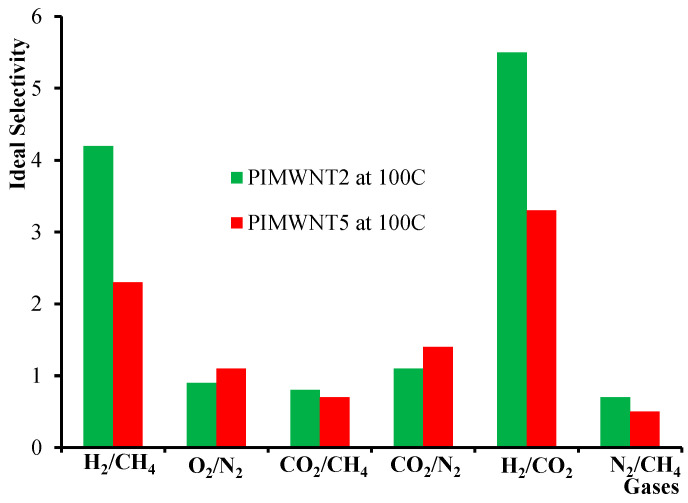 Ideal Selectivity
6
5
4
3
2
1
0
PIMWNT2 at 100C
PIMWNT5 at 100C
H₂/CH₄
O₂/N₂
CO₂/CH₄
CO₂/N₂
H₂/CO₂
N₂/CH₄
Gases